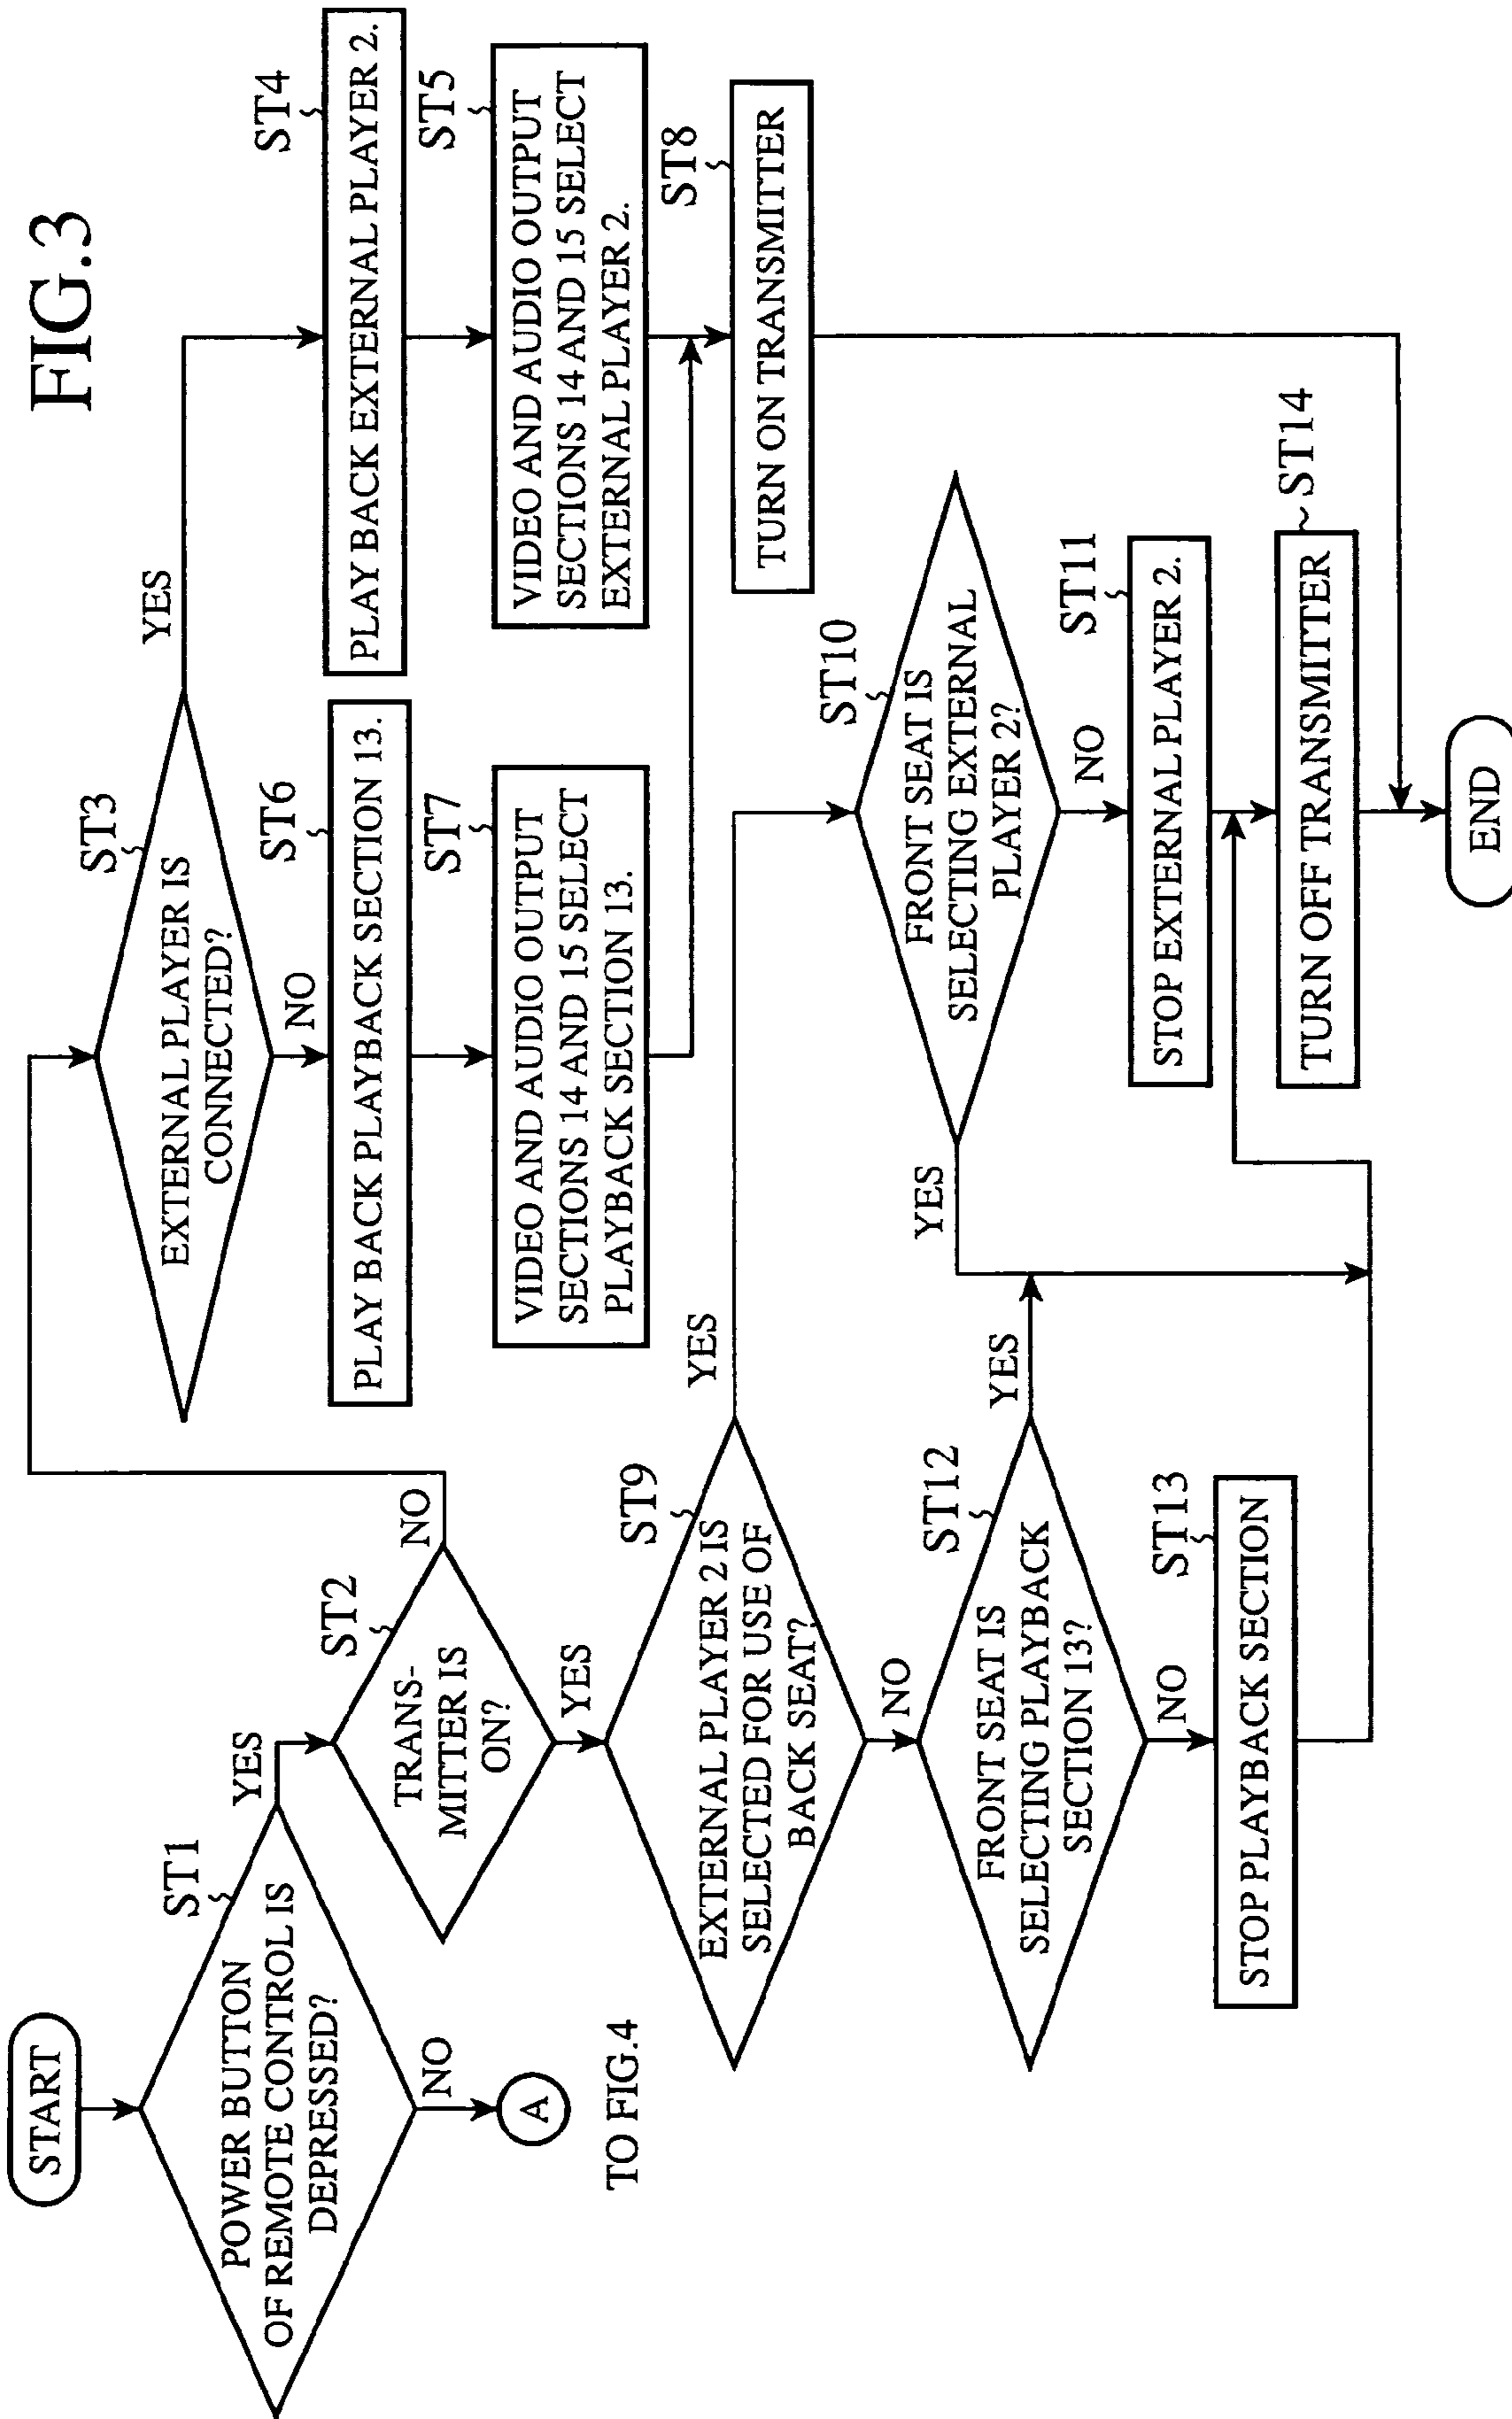 FIG.3
START
ST1
POWER BUTTON
OF REMOTE CONTROL IS
DEPRESSED?
YES
NO
A
TO FIG.4
ST2
TRANS-
MITTER IS
ON?
NO
YES
ST3
EXTERNAL PLAYER IS
CONNECTED?
YES
NO
ST4
PLAY BACK EXTERNAL PLAYER 2.
ST5
VIDEO AND AUDIO OUTPUT
SECTIONS 14 AND 15 SELECT
EXTERNAL PLAYER 2.
ST6
PLAY BACK PLAYBACK SECTION 13.
ST7
VIDEO AND AUDIO OUTPUT
SECTIONS 14 AND 15 SELECT
PLAYBACK SECTION 13.
ST8
TURN ON TRANSMITTER
ST9
EXTERNAL PLAYER 2 IS
SELECTED FOR USE OF
BACK SEAT?
YES
NO
ST10
FRONT SEAT IS
SELECTING EXTERNAL
PLAYER 2?
YES
NO
ST11
STOP EXTERNAL PLAYER 2.
ST12
FRONT SEAT IS
SELECTING PLAYBACK
SECTION 13?
YES
NO
ST13
STOP PLAYBACK SECTION
ST14
TURN OFF TRANSMITTER
END